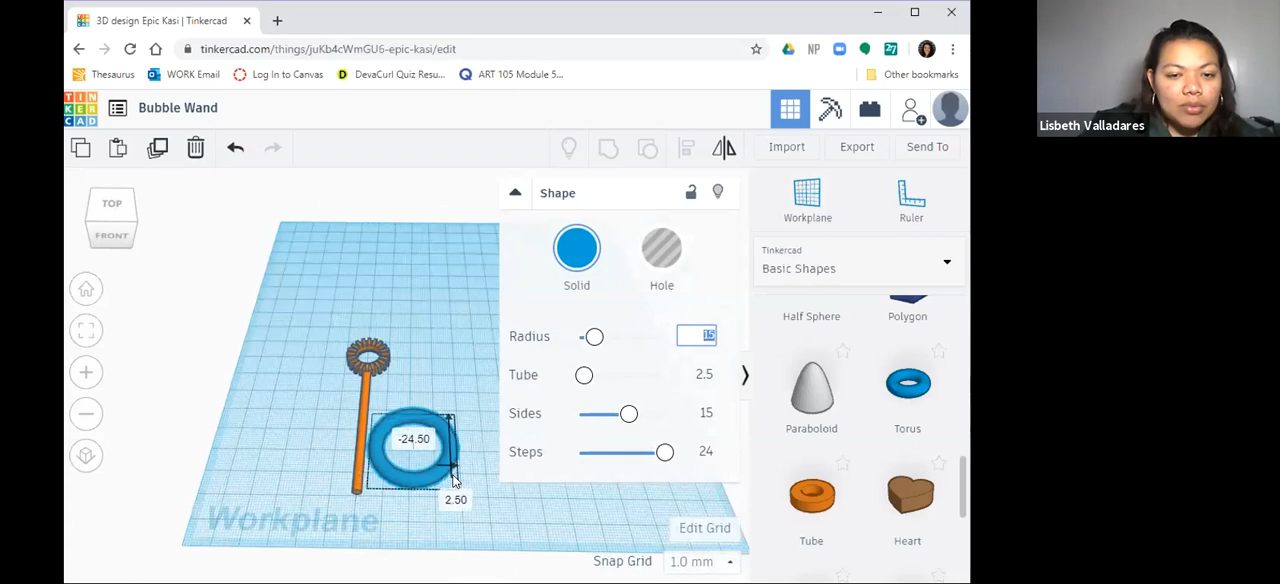 3D design Epic Kasi | Tinkercad
tinkercad.com/things/juKb4cWmGU6-epic-kasi/edit
NP
27
Thesaurus
WORK Email
Log In to Canvas
D
DevaCurl Quiz Resu...
Q
ART 105 Module 5...
Other bookmarks
TIN
KER
CAD
Bubble Wand
Import
Export
Send To
TOP
FRONT
Shape
Solid
Hole
Radius
15
Tube
2.5
Sides
15
Steps
24
-24.50
2.50
Workplane
Edit Grid
Snap Grid
1.0 mm
Workplane
Ruler
Tinkercad
Basic Shapes
Half Sphere
Polygon
Paraboloid
Torus
Tube
Heart
Lisbeth Valladares